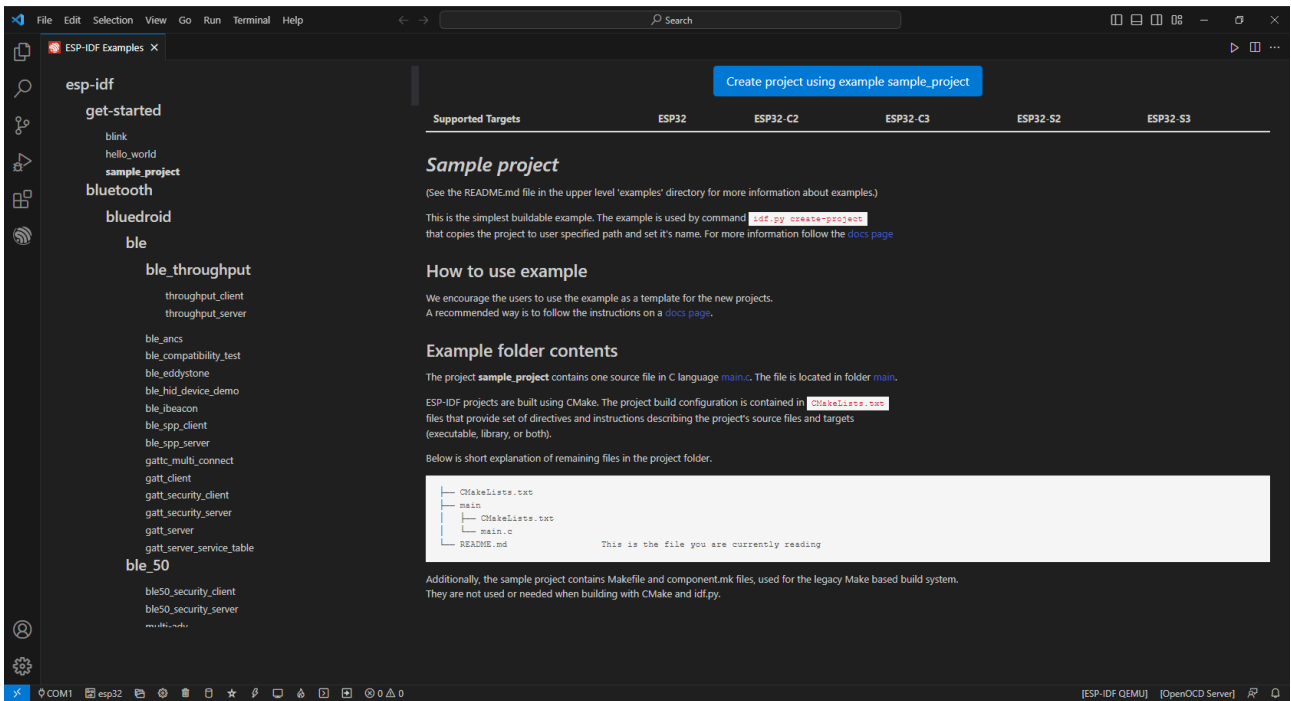 File Edit Selection View Go Run Terminal Help
Search
ESP-IDF Examples
esp-idf
get-started
blink
hello_world
sample_project
bluetooth
bluedroid
ble
ble_throughput
throughput_client
throughput_server
ble_ancs
ble_compatibility_test
ble_eddystone
ble_hid_device_demo
ble_ibeacon
ble_spp_client
ble_spp_server
gattc_multi_connect
gatt_client
gatt_security_client
gatt_security_server
gatt_server
gatt_server_service_table
ble_50
ble50_security_client
ble50_security_server
multi-adv
Create project using example sample_project
Supported Targets ESP32 ESP32-C2 ESP32-C3 ESP32-S2 ESP32-S3
Sample project
(See the README.md file in the upper level 'examples' directory for more information about examples.)
This is the simplest buildable example. The example is used by command idf.py create-project
that copies the project to user specified path and set it's name. For more information follow the docs page
How to use example
We encourage the users to use the example as a template for the new projects.
A recommended way is to follow the instructions on a docs page.
Example folder contents
The project sample_project contains one source file in C language main.c. The file is located in folder main.
ESP-IDF projects are built using CMake. The project build configuration is contained in CMakeLists.txt
files that provide set of directives and instructions describing the project's source files and targets
(executable, library, or both).
Below is short explanation of remaining files in the project folder.
├── CMakeLists.txt
├── main
│   ├── CMakeLists.txt
│   └── main.c
└── README.md This is the file you are currently reading
Additionally, the sample project contains Makefile and component.mk files, used for the legacy Make based build system.
They are not used or needed when building with CMake and idf.py.
COM1 esp32 0 0 [ESP-IDF QEMU] [OpenOCD Server]